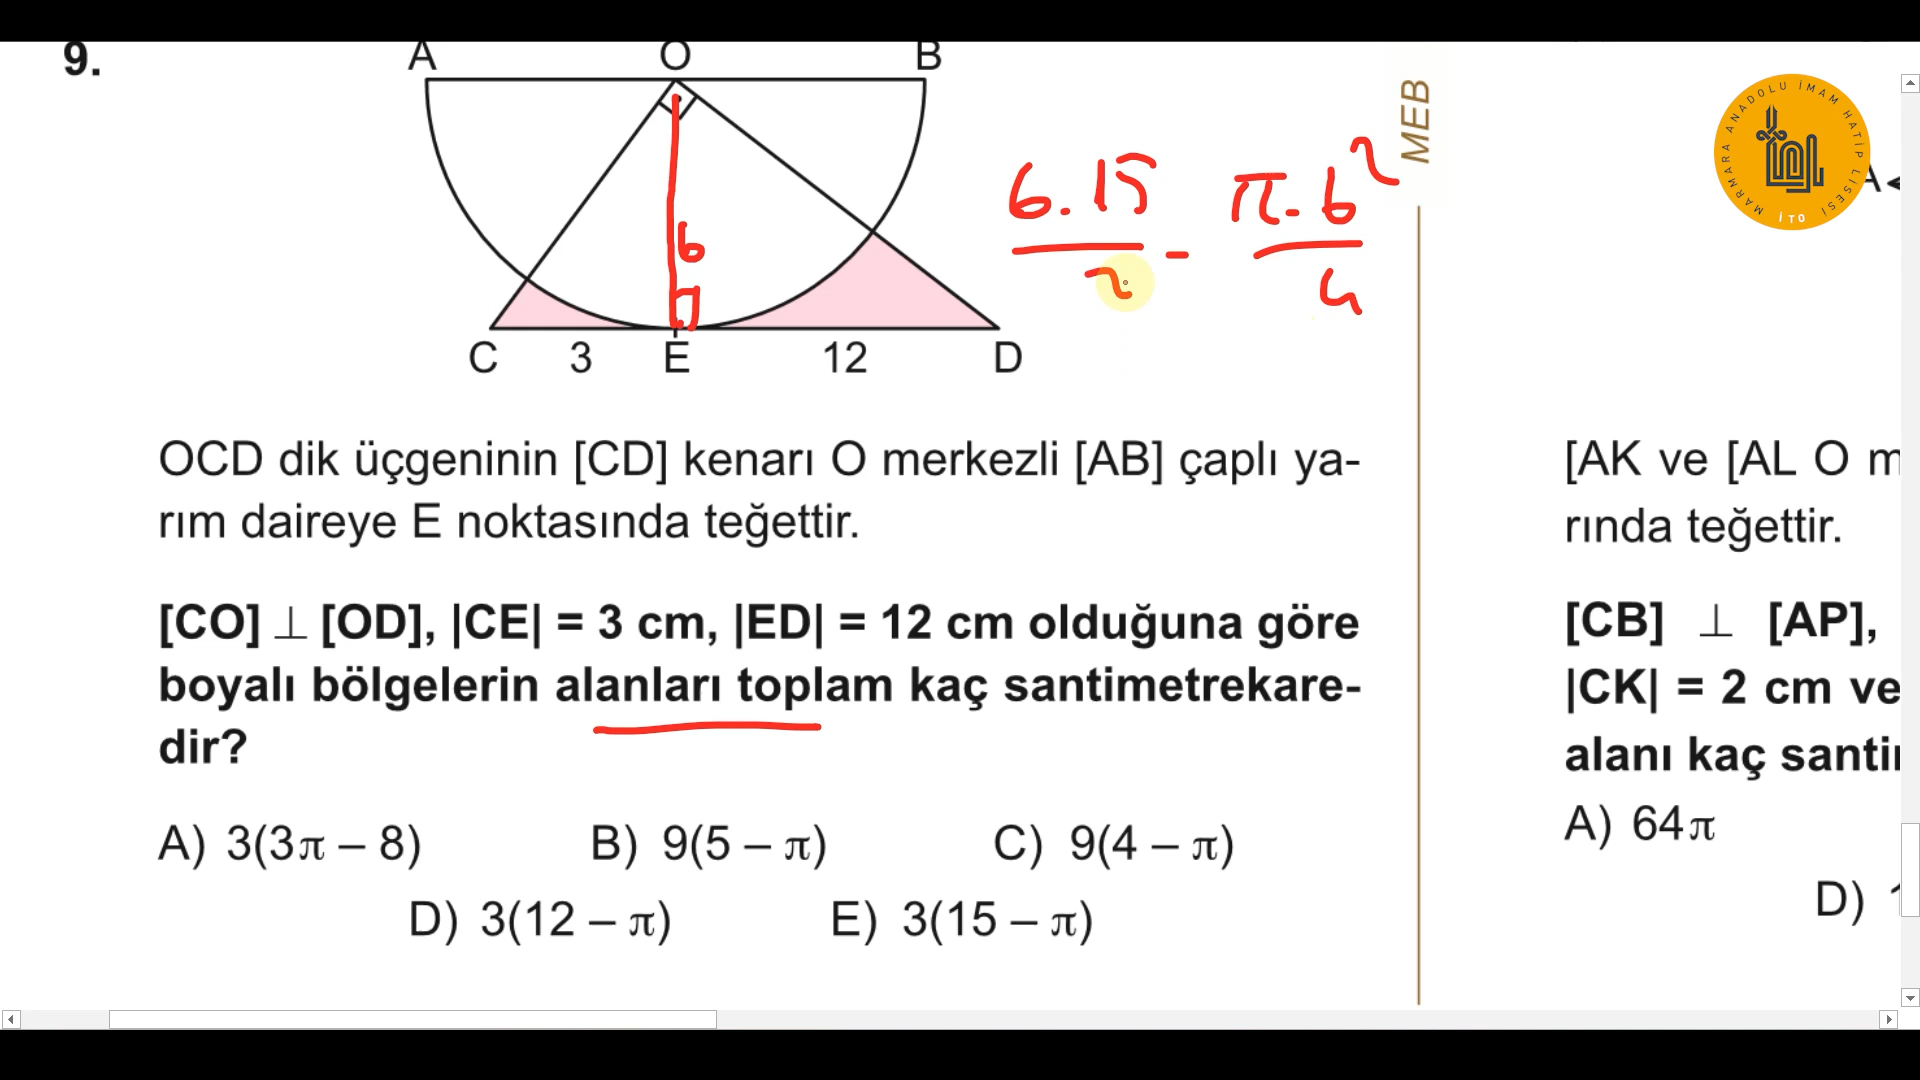 9.
A O B
6
C 3 E 12 D
6.15 / 2 - π.6² / 4
MEB
MARMARA ANADOLU İMAM HATİP LİSESİ
İTO
A
OCD dik üçgeninin [CD] kenarı O merkezli [AB] çaplı ya-
rım daireye E noktasında teğettir.
[CO] ⊥ [OD], |CE| = 3 cm, |ED| = 12 cm olduğuna göre
boyalı bölgelerin alanları toplam kaç santimetrekare-
dir?
A) 3(3π – 8) B) 9(5 – π) C) 9(4 – π)
D) 3(12 – π) E) 3(15 – π)
[AK ve [AL O
rında teğettir.
[CB] ⊥ [AP],
|CK| = 2 cm ve
alanı kaç
A) 64π
D)